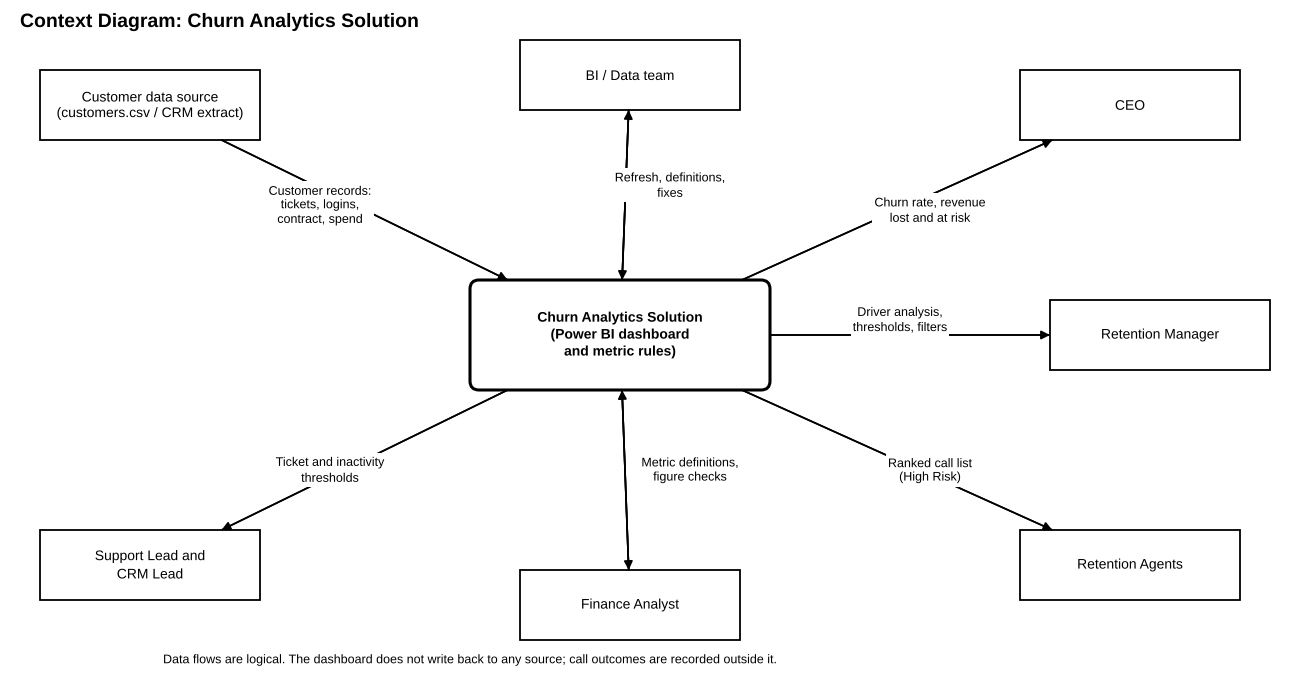 Context Diagram: Churn Analytics Solution
BI / Data team
Customer data source
(customers.csv / CRM extract)
CEO
Refresh, definitions,
fixes
Customer records:
tickets, logins,
contract, spend
Churn rate, revenue
lost and at risk
Churn Analytics Solution
(Power BI dashboard
and metric rules)
Driver analysis,
thresholds, filters
Retention Manager
Ticket and inactivity
thresholds
Metric definitions,
figure checks
Ranked call list
(High Risk)
Support Lead and
CRM Lead
Finance Analyst
Retention Agents
Data flows are logical. The dashboard does not write back to any source; call outcomes are recorded outside it.